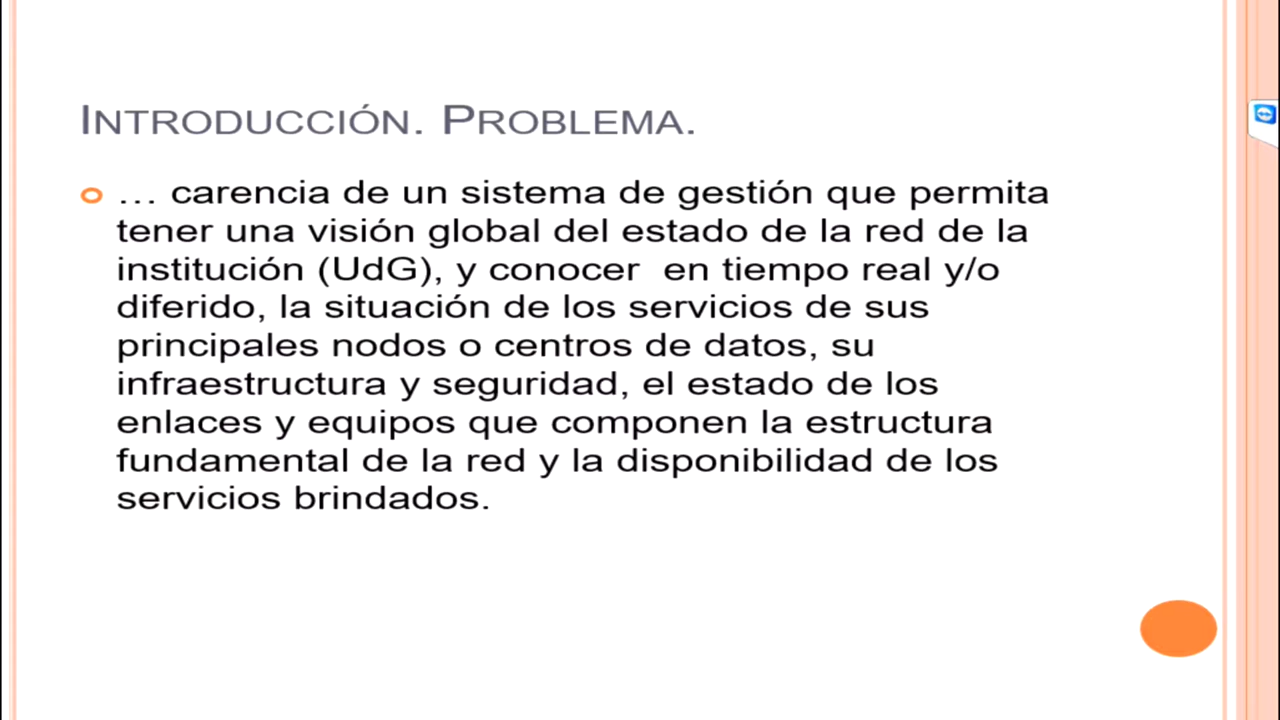 INTRODUCCIÓN. PROBLEMA.
… carencia de un sistema de gestión que permita
tener una visión global del estado de la red de la
institución (UdG), y conocer en tiempo real y/o
diferido, la situación de los servicios de sus
principales nodos o centros de datos, su
infraestructura y seguridad, el estado de los
enlaces y equipos que componen la estructura
fundamental de la red y la disponibilidad de los
servicios brindados.